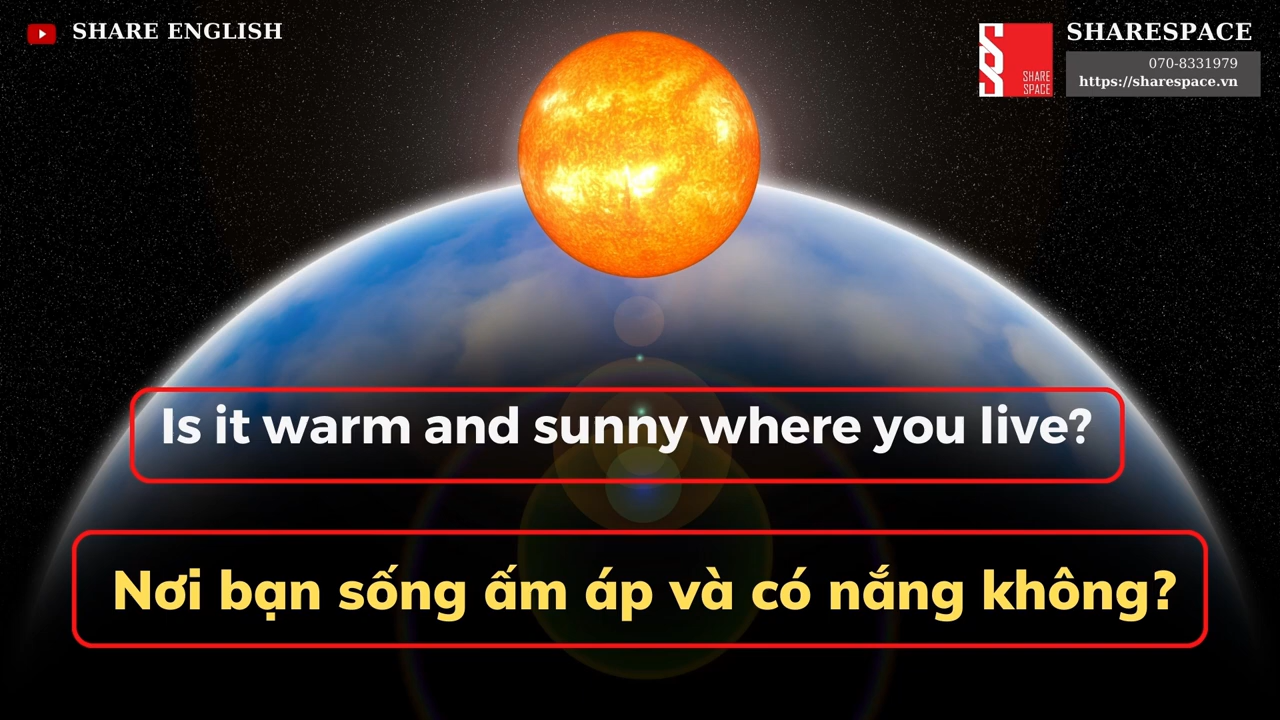 SHARE ENGLISH
SHARESPACE
SHARE
SPACE
070-8331979
https://sharespace.vn
Is it warm and sunny where you live?
Nơi bạn sống ấm áp và có nắng không?